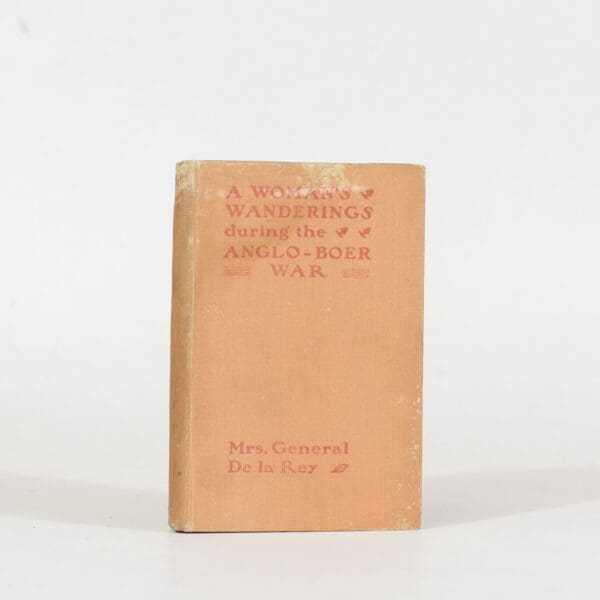 A WOMAN'S
WANDERINGS
during the
ANGLO-BOER
WAR
Mrs. General
De la Rey